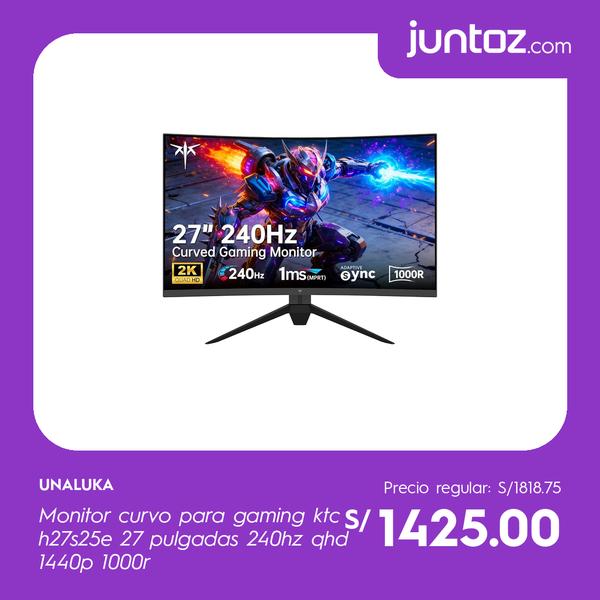 juntoz.com
27" 240Hz
Curved Gaming Monitor
2K QUAD HD 240Hz 1ms (MPRT) ADAPTIVE Sync 1000R
UNALUKA
Precio regular: S/1818.75
Monitor curvo para gaming ktc
h27s25e 27 pulgadas 240hz qhd
1440p 1000r
S/ 1425.00